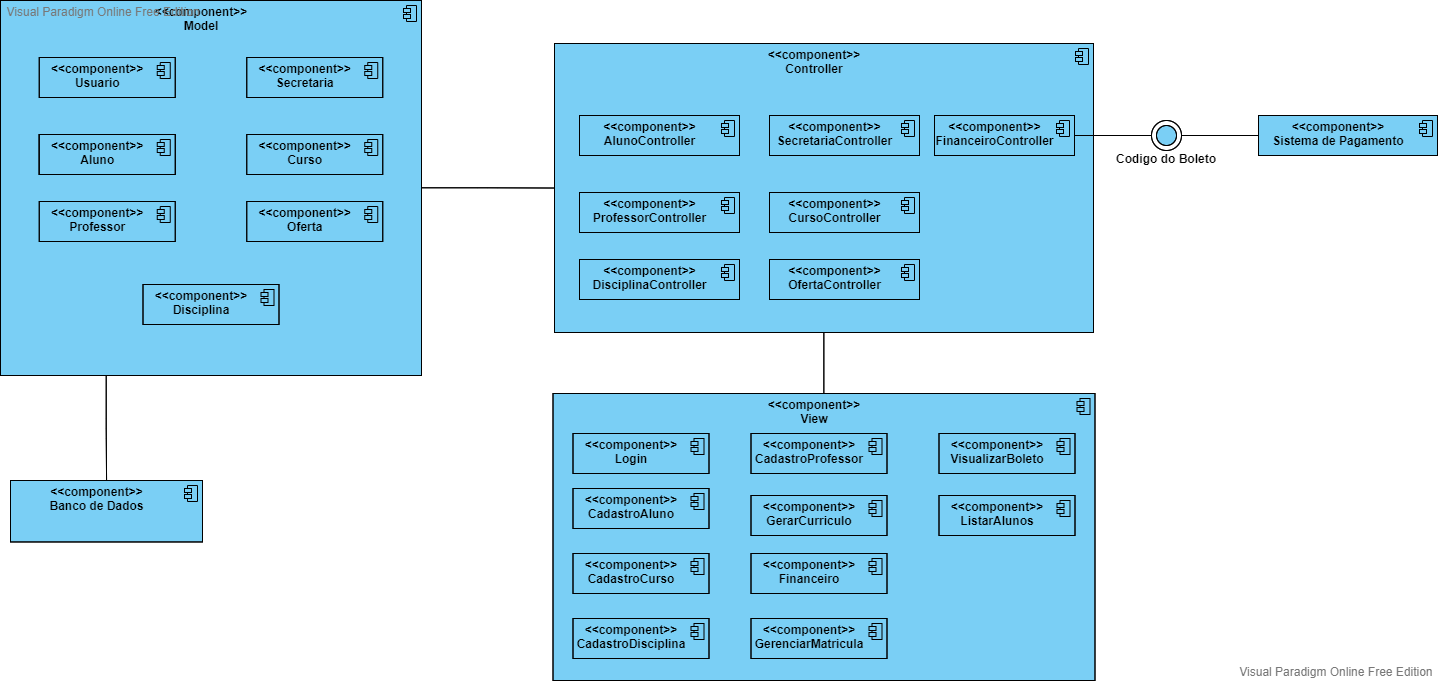 Visual Paradigm Online Free Edition
<<component>>
Model
<<component>>
Usuario
<<component>>
Secretaria
<<component>>
Aluno
<<component>>
Curso
<<component>>
Professor
<<component>>
Oferta
<<component>>
Disciplina
<<component>>
Banco de Dados
<<component>>
Controller
<<component>>
AlunoController
<<component>>
SecretariaController
<<component>>
FinanceiroController
<<component>>
ProfessorController
<<component>>
CursoController
<<component>>
DisciplinaController
<<component>>
OfertaController
Codigo do Boleto
<<component>>
Sistema de Pagamento
<<component>>
View
<<component>>
Login
<<component>>
CadastroProfessor
<<component>>
VisualizarBoleto
<<component>>
CadastroAluno
<<component>>
GerarCurriculo
<<component>>
ListarAlunos
<<component>>
CadastroCurso
<<component>>
Financeiro
<<component>>
CadastroDisciplina
<<component>>
GerenciarMatricula
Visual Paradigm Online Free Edition